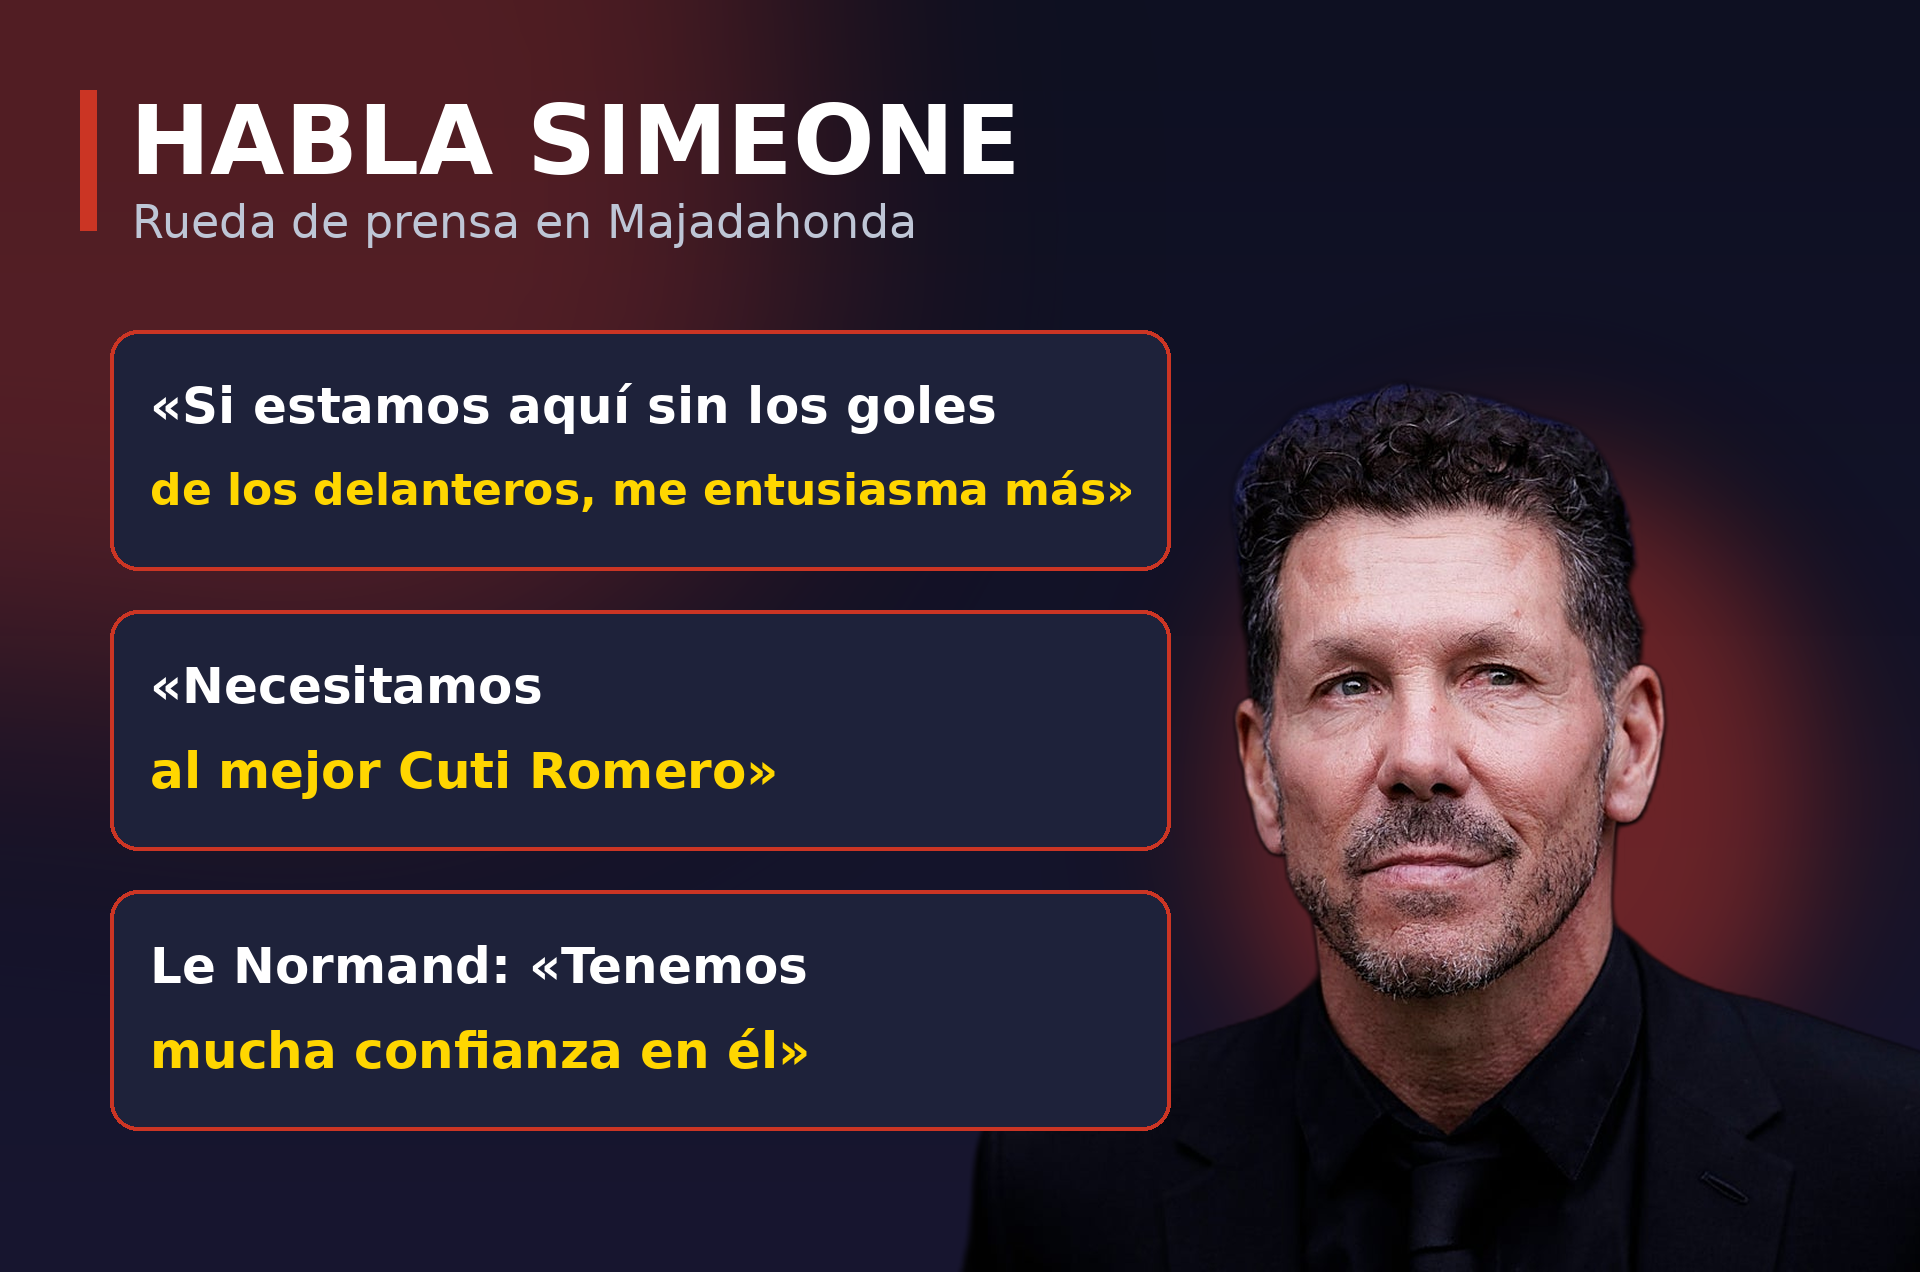 HABLA SIMEONE
Rueda de prensa en Majadahonda
«Si estamos aquí sin los goles
de los delanteros, me entusiasma más»
«Necesitamos
al mejor Cuti Romero»
Le Normand: «Tenemos
mucha confianza en él»